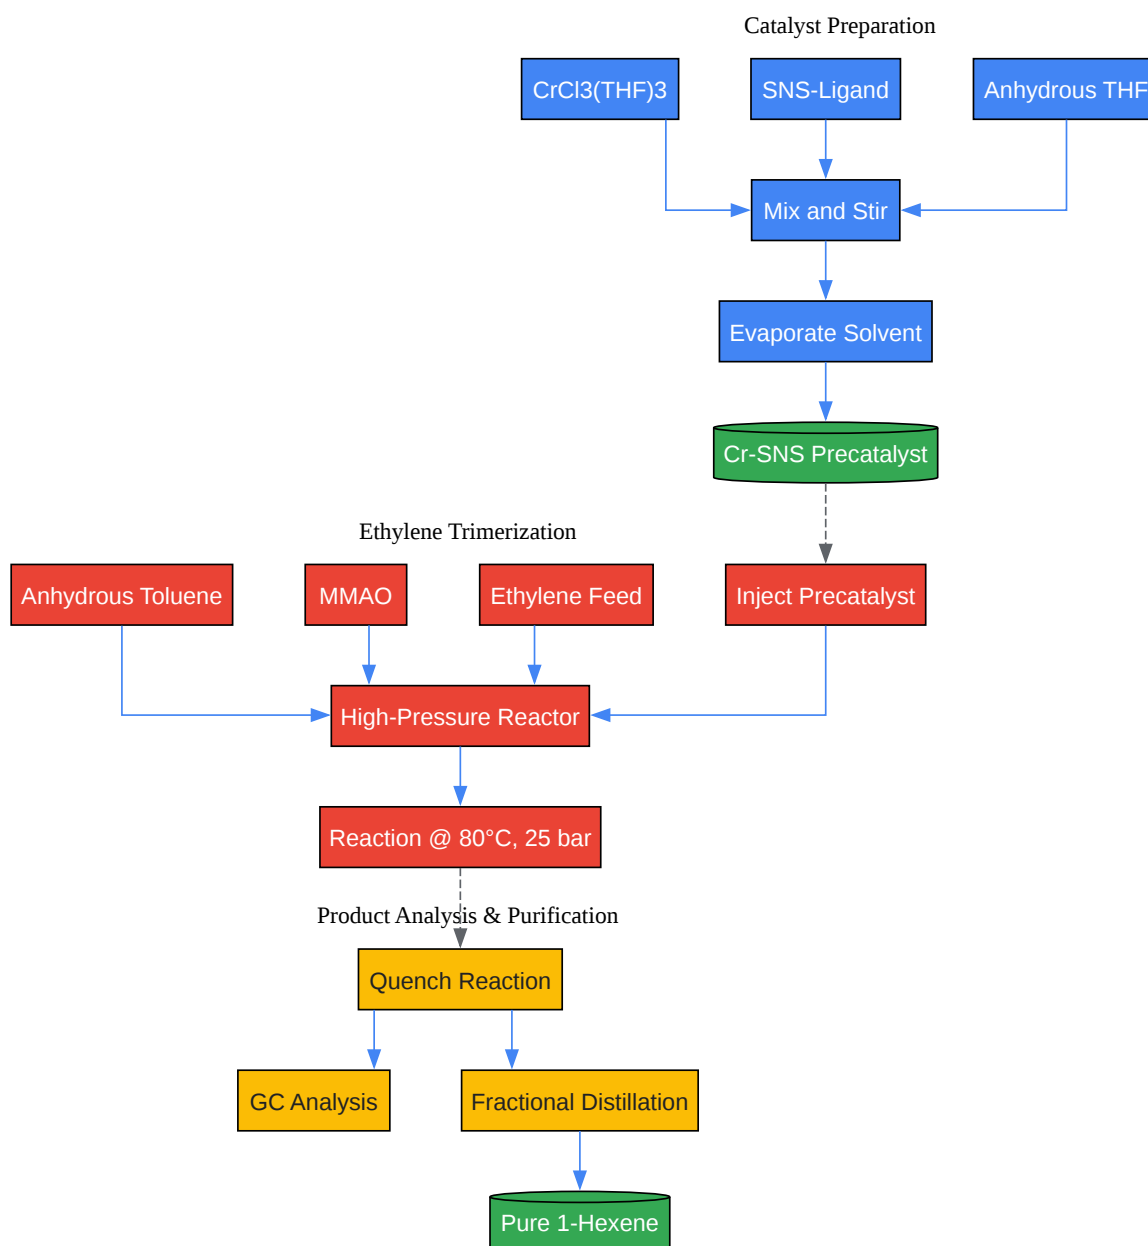 Catalyst Preparation
CrCl3(THF)3
SNS-Ligand
Anhydrous THF
Mix and Stir
Evaporate Solvent
Cr-SNS Precatalyst
Ethylene Trimerization
Anhydrous Toluene
MMAO
Ethylene Feed
Inject Precatalyst
High-Pressure Reactor
Reaction @ 80°C, 25 bar
Product Analysis & Purification
Quench Reaction
GC Analysis
Fractional Distillation
Pure 1-Hexene